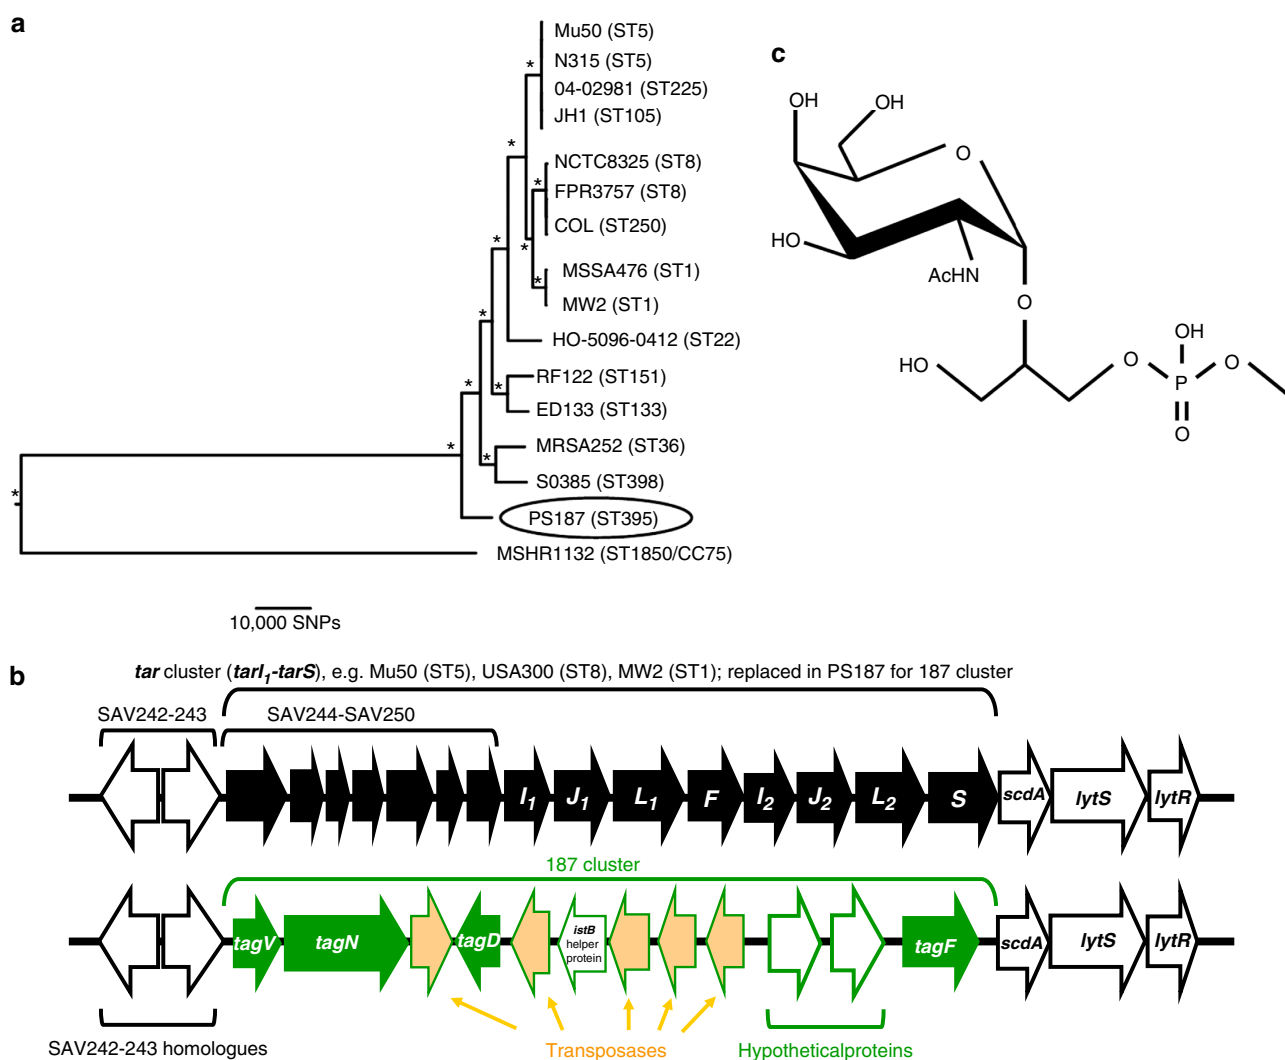 a
Mu50 (ST5)
N315 (ST5)
04-02981 (ST225)
JH1 (ST105)
NCTC8325 (ST8)
FPR3757 (ST8)
COL (ST250)
MSSA476 (ST1)
MW2 (ST1)
HO-5096-0412 (ST22)
RF122 (ST151)
ED133 (ST133)
MRSA252 (ST36)
S0385 (ST398)
PS187 (ST395)
MSHR1132 (ST1850/CC75)
* * * * * * * * * * * * *
10,000 SNPs
c
OH OH
O
HO
AcHN
O
OH
HO O P O
O
b
tar cluster (tarI1-tarS), e.g. Mu50 (ST5), USA300 (ST8), MW2 (ST1); replaced in PS187 for 187 cluster
SAV242-243 SAV244-SAV250
I1 J1 L1 F I2 J2 L2 S scdA lytS lytR
187 cluster
tagV tagN tagD istB helper protein tagF scdA lytS lytR
SAV242-243 homologues
Transposases
Hypotheticalproteins